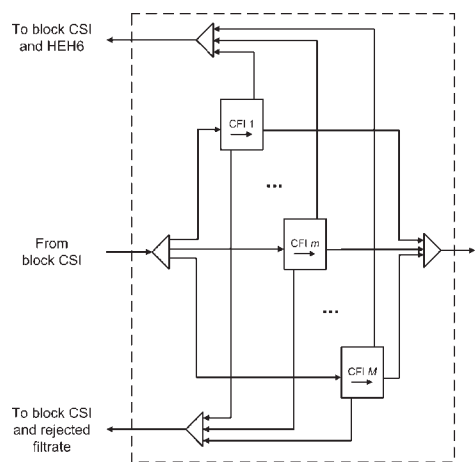 To block CSI
and HEH6
CFI 1
...
From
block CSI
CFI m
...
CFI M
To block CSI
and rejected
filtrate